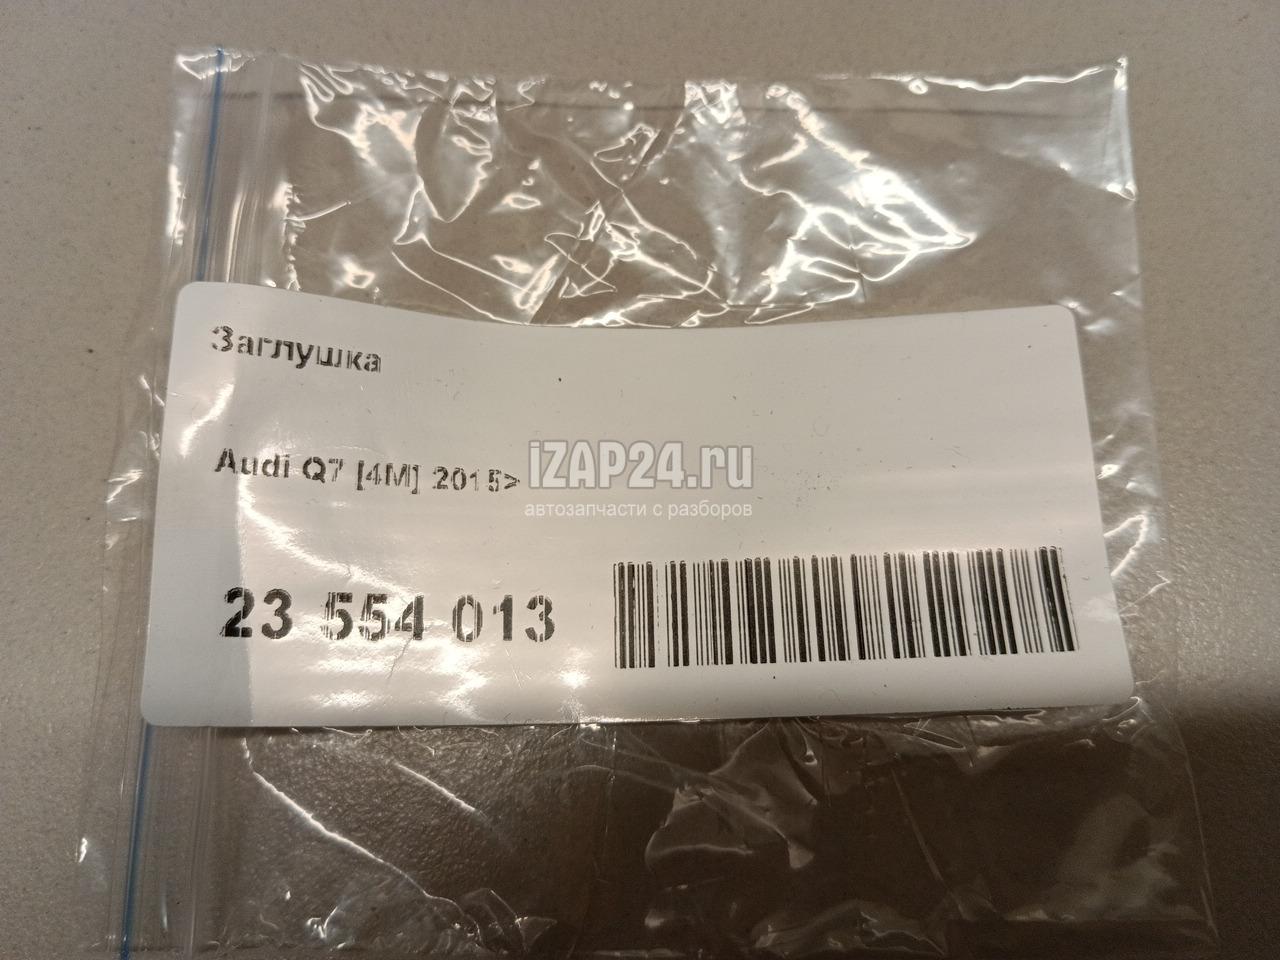 Заглушка
Audi Q7 [4M] 2015>
iZAP24.ru
автозапчасти с разборов
23 554 013